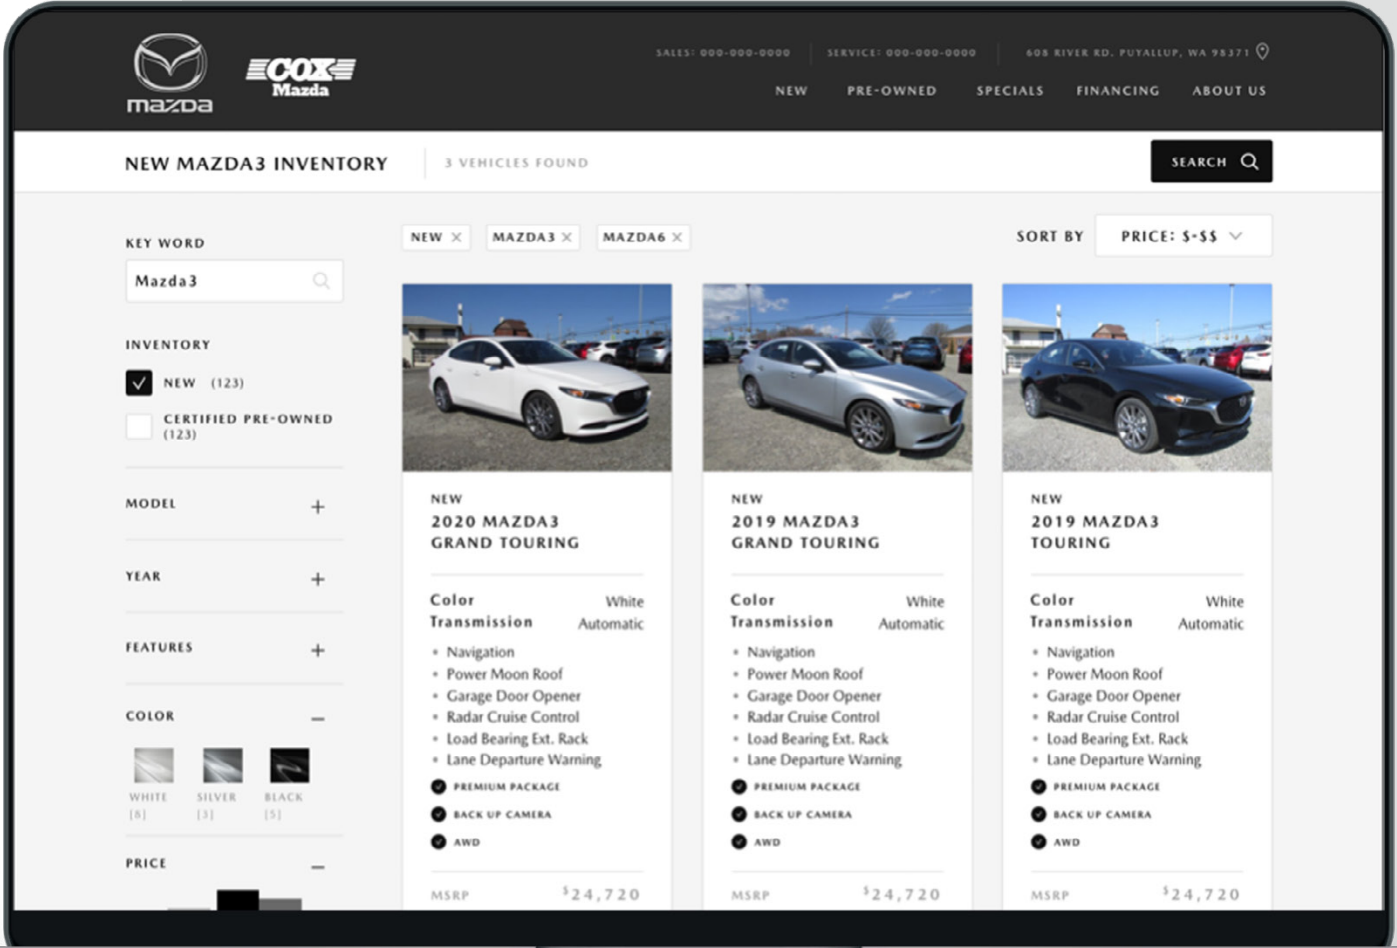 mazda
COX
Mazda
SALES: 000-000-0000
SERVICE: 000-000-0000
608 RIVER RD. PUYALLUP, WA 98371
NEW
PRE-OWNED
SPECIALS
FINANCING
ABOUT US
NEW MAZDA3 INVENTORY
3 VEHICLES FOUND
SEARCH
KEY WORD
Mazda3
INVENTORY
NEW (123)
CERTIFIED PRE-OWNED
(123)
MODEL +
YEAR +
FEATURES +
COLOR –
WHITE
[8]
SILVER
[3]
BLACK
[5]
PRICE –
NEW ×
MAZDA3 ×
MAZDA6 ×
SORT BY
PRICE: $-$$
NEW
2020 MAZDA3
GRAND TOURING
Color White
Transmission Automatic
• Navigation
• Power Moon Roof
• Garage Door Opener
• Radar Cruise Control
• Load Bearing Ext. Rack
• Lane Departure Warning
PREMIUM PACKAGE
BACK UP CAMERA
AWD
MSRP $24,720
NEW
2019 MAZDA3
GRAND TOURING
Color White
Transmission Automatic
• Navigation
• Power Moon Roof
• Garage Door Opener
• Radar Cruise Control
• Load Bearing Ext. Rack
• Lane Departure Warning
PREMIUM PACKAGE
BACK UP CAMERA
AWD
MSRP $24,720
NEW
2019 MAZDA3
TOURING
Color White
Transmission Automatic
• Navigation
• Power Moon Roof
• Garage Door Opener
• Radar Cruise Control
• Load Bearing Ext. Rack
• Lane Departure Warning
PREMIUM PACKAGE
BACK UP CAMERA
AWD
MSRP $24,720